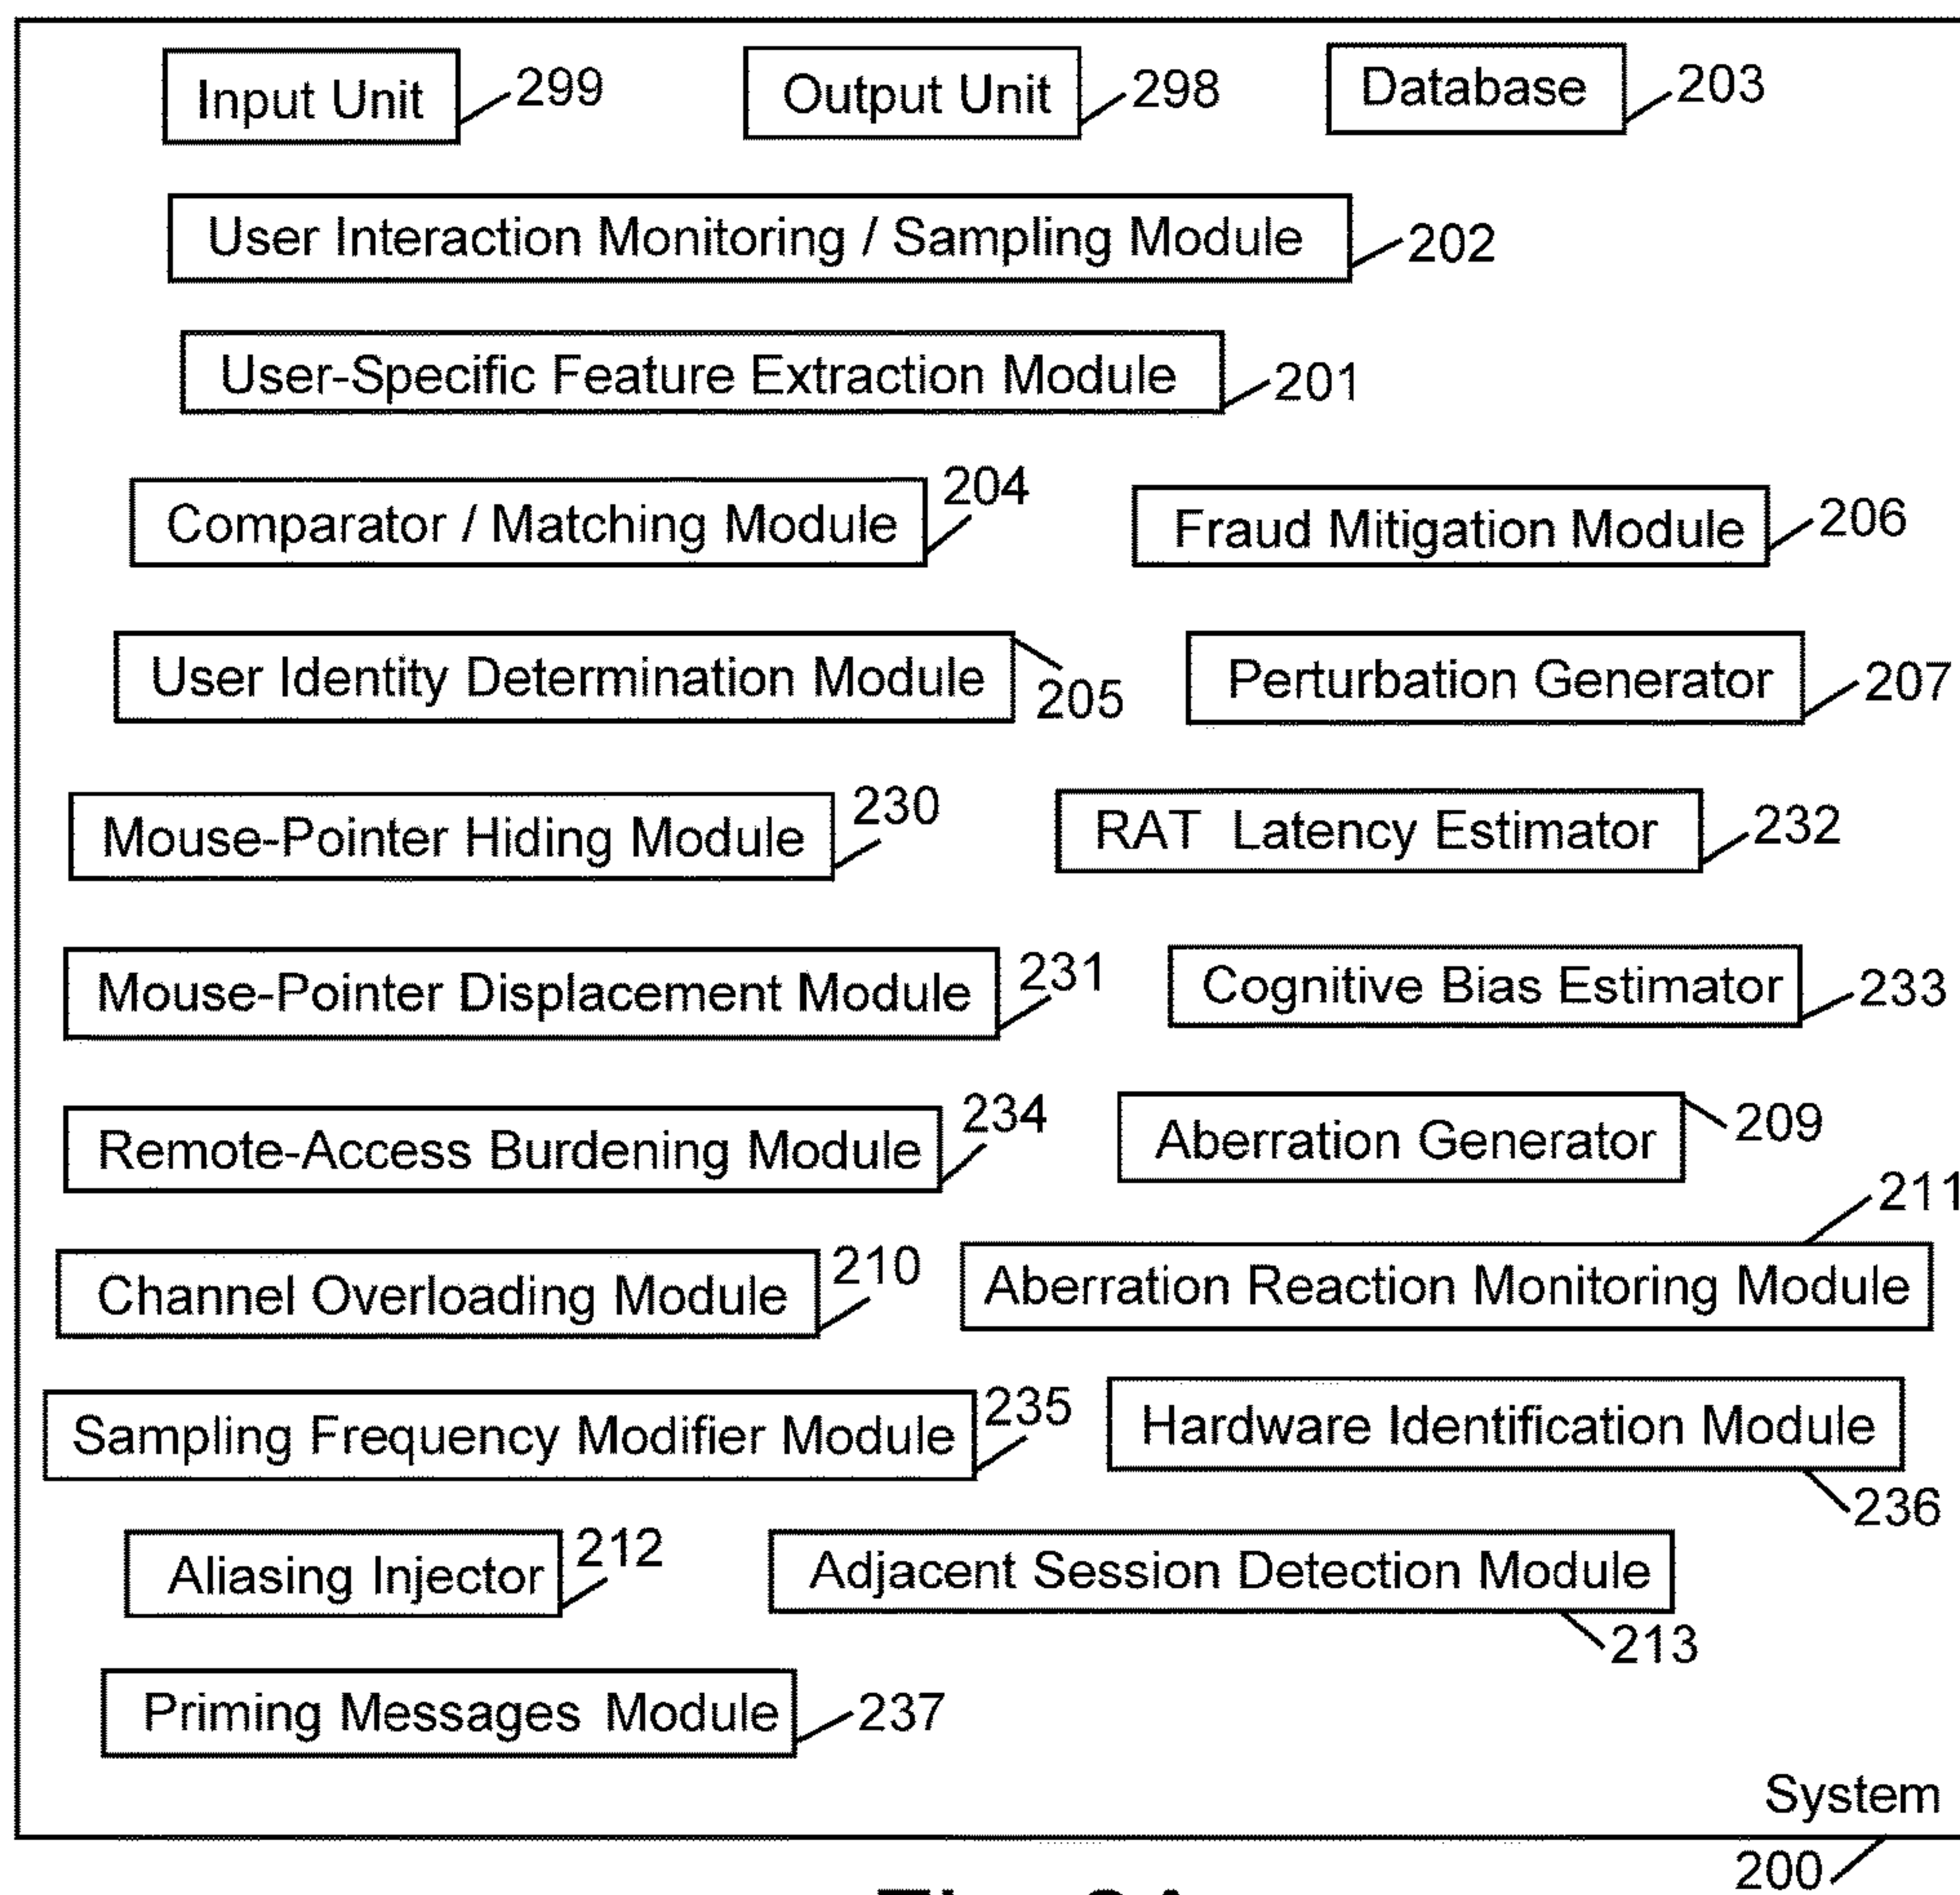 Input Unit 299 Output Unit 298 Database 203
User Interaction Monitoring / Sampling Module 202
User-Specific Feature Extraction Module 201
Comparator / Matching Module 204 Fraud Mitigation Module 206
User Identity Determination Module 205 Perturbation Generator 207
Mouse-Pointer Hiding Module 230 RAT Latency Estimator 232
Mouse-Pointer Displacement Module 231 Cognitive Bias Estimator 233
Remote-Access Burdening Module 234 Aberration Generator 209
Channel Overloading Module 210 Aberration Reaction Monitoring Module 211
Sampling Frequency Modifier Module 235 Hardware Identification Module 236
Aliasing Injector 212 Adjacent Session Detection Module 213
Priming Messages Module 237
System
200